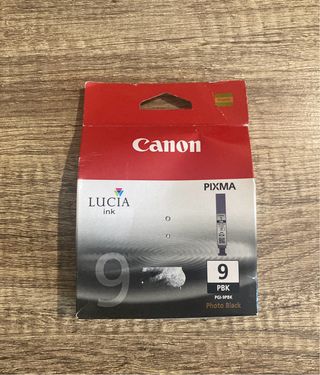 Canon
LUCIA
ink
PIXMA
9
9
PBK
PGI-9PBK
Photo Black